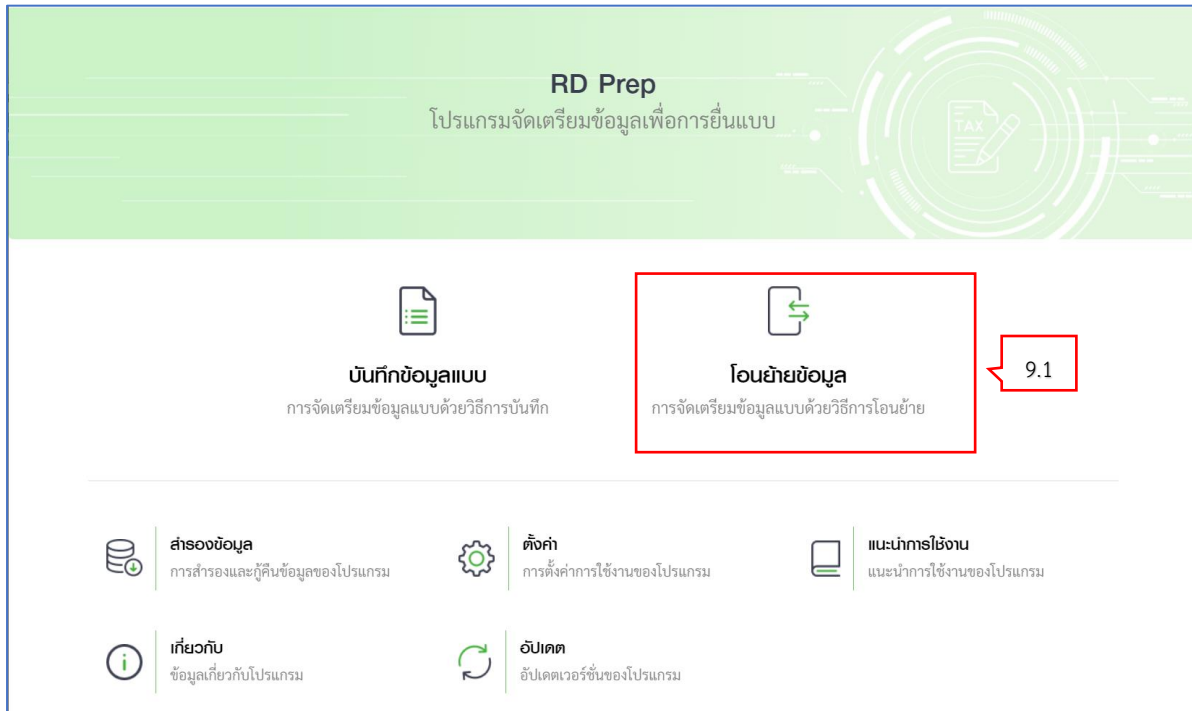 RD Prep
โปรแกรมจัดเตรียมข้อมูลเพื่อการยื่นแบบ
TAX
บันทึกข้อมูลแบบ
การจัดเตรียมข้อมูลแบบด้วยวิธีการบันทึก
โอนย้ายข้อมูล
การจัดเตรียมข้อมูลแบบด้วยวิธีการโอนย้าย
9.1
สำรองข้อมูล
การสำรองและกู้คืนข้อมูลของโปรแกรม
ตั้งค่า
การตั้งค่าการใช้งานของโปรแกรม
แนะนำการใช้งาน
แนะนำการใช้งานของโปรแกรม
เกี่ยวกับ
ข้อมูลเกี่ยวกับโปรแกรม
อัปเดต
อัปเดตเวอร์ชั่นของโปรแกรม